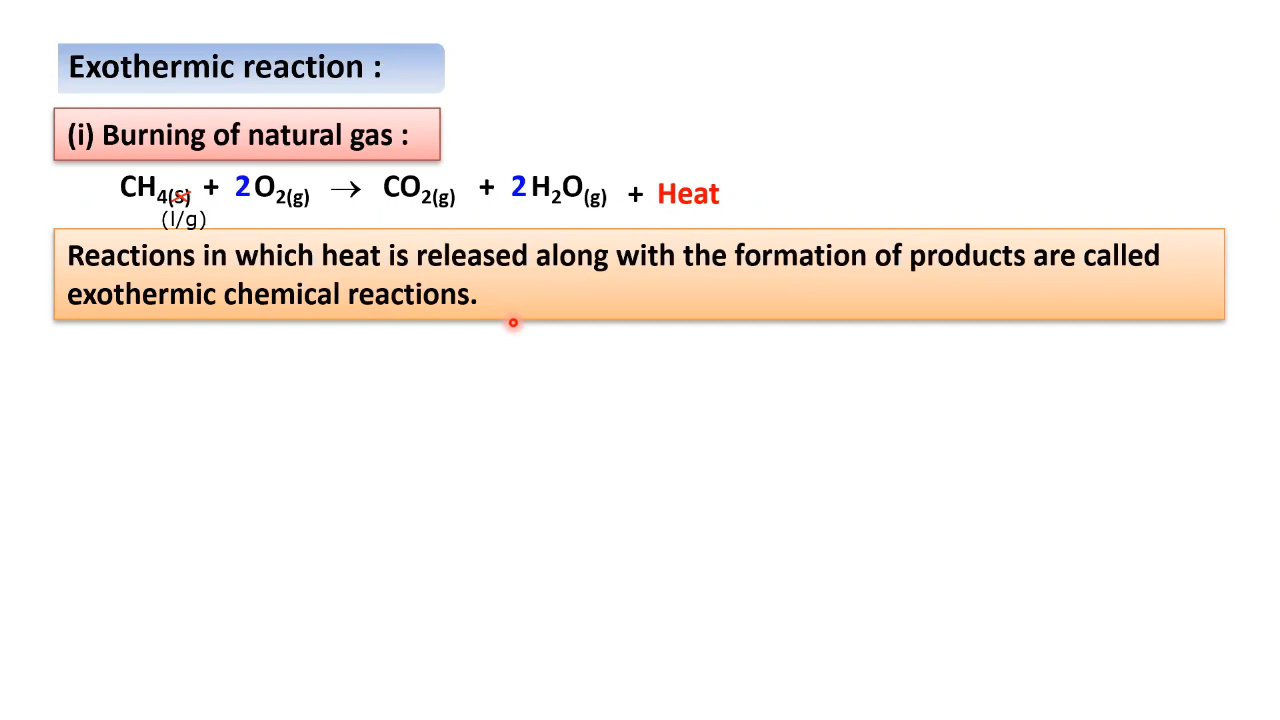 Exothermic reaction :
(i) Burning of natural gas :
CH4(s) + 2O2(g) → CO2(g) + 2H2O(g) + Heat
(l/g)
Reactions in which heat is released along with the formation of products are called
exothermic chemical reactions.